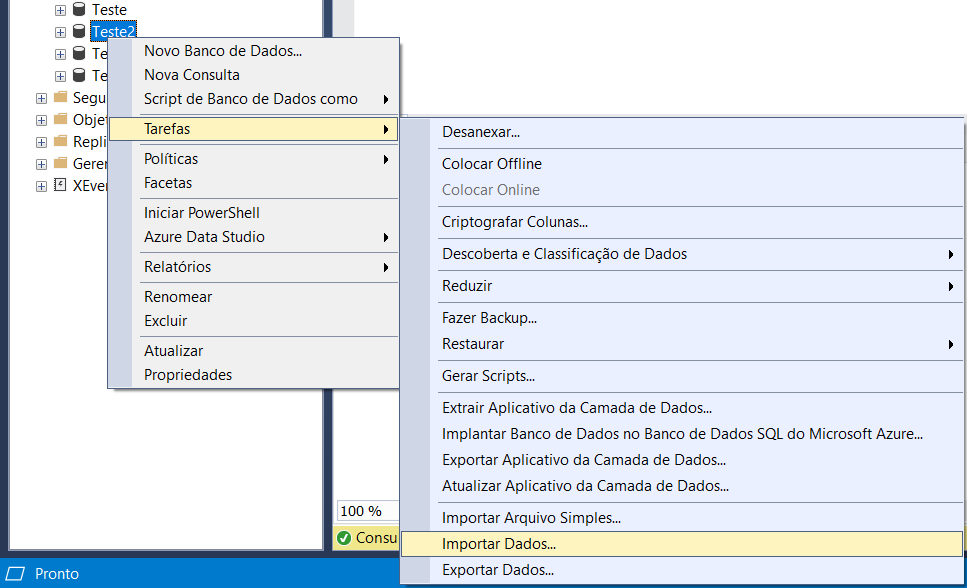 Teste
Teste2
Te
Te
Segu
Obje
Repli
Geren
XEven
Novo Banco de Dados...
Nova Consulta
Script de Banco de Dados como
Tarefas
Políticas
Facetas
Iniciar PowerShell
Azure Data Studio
Relatórios
Renomear
Excluir
Atualizar
Propriedades
Desanexar...
Colocar Offline
Colocar Online
Criptografar Colunas...
Descoberta e Classificação de Dados
Reduzir
Fazer Backup...
Restaurar
Gerar Scripts...
Extrair Aplicativo da Camada de Dados...
Implantar Banco de Dados no Banco de Dados SQL do Microsoft Azure...
Exportar Aplicativo da Camada de Dados...
Atualizar Aplicativo da Camada de Dados...
Importar Arquivo Simples...
Importar Dados...
Exportar Dados...
100 %
Consu
Pronto